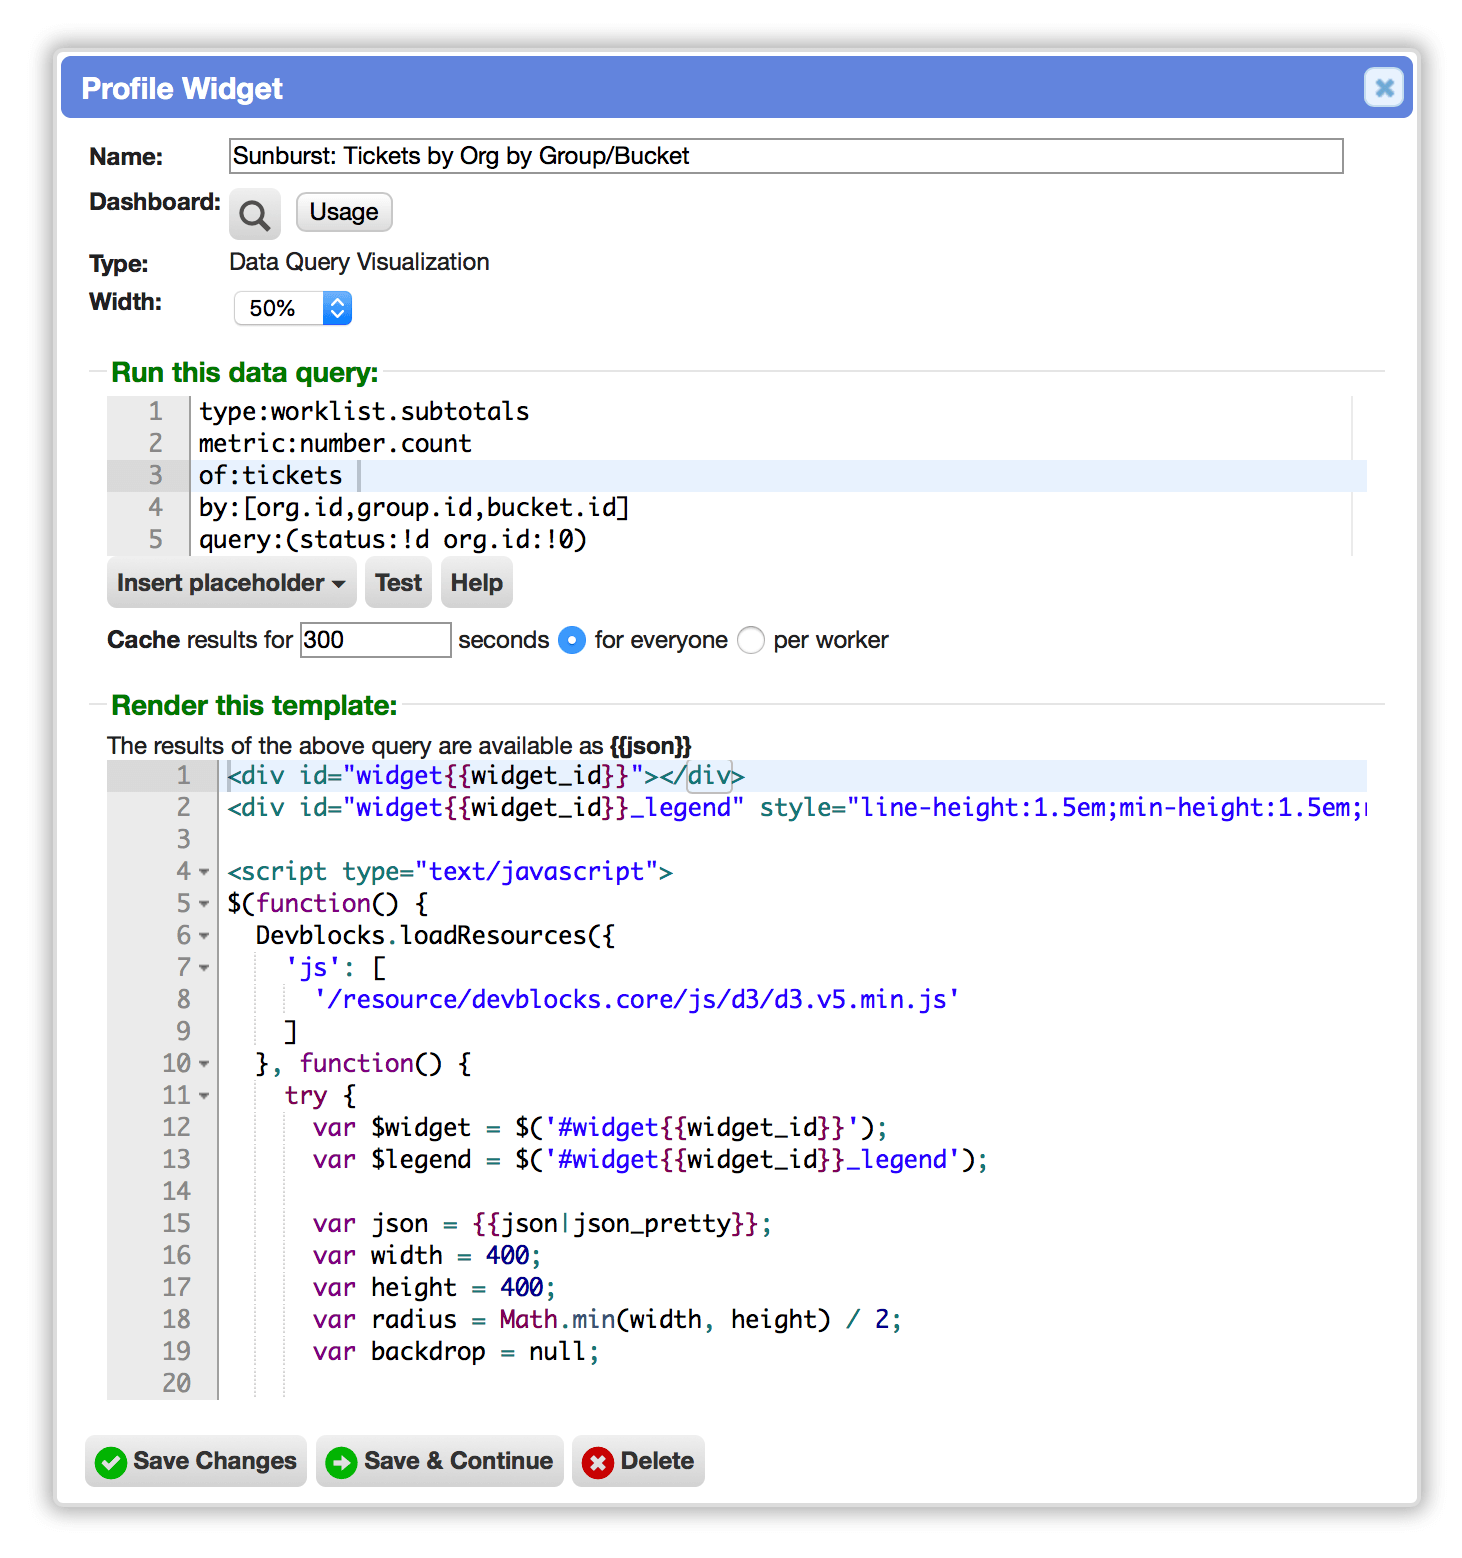 Profile Widget
Name: Sunburst: Tickets by Org by Group/Bucket
Dashboard: Usage
Type: Data Query Visualization
Width: 50%
Run this data query:
1 type:worklist.subtotals
2 metric:number.count
3 of:tickets
4 by:[org.id,group.id,bucket.id]
5 query:(status:!d org.id:!0)
Insert placeholder Test Help
Cache results for 300 seconds for everyone per worker
Render this template:
The results of the above query are available as {{json}}
1 <div id="widget{{widget_id}}"></div>
2 <div id="widget{{widget_id}}_legend" style="line-height:1.5em;min-height:1.5em;
3
4 <script type="text/javascript">
5 $(function() {
6 Devblocks.loadResources({
7 'js': [
8 '/resource/devblocks.core/js/d3/d3.v5.min.js'
9 ]
10 }, function() {
11 try {
12 var $widget = $('#widget{{widget_id}}');
13 var $legend = $('#widget{{widget_id}}_legend');
14
15 var json = {{json|json_pretty}};
16 var width = 400;
17 var height = 400;
18 var radius = Math.min(width, height) / 2;
19 var backdrop = null;
20
Save Changes Save & Continue Delete